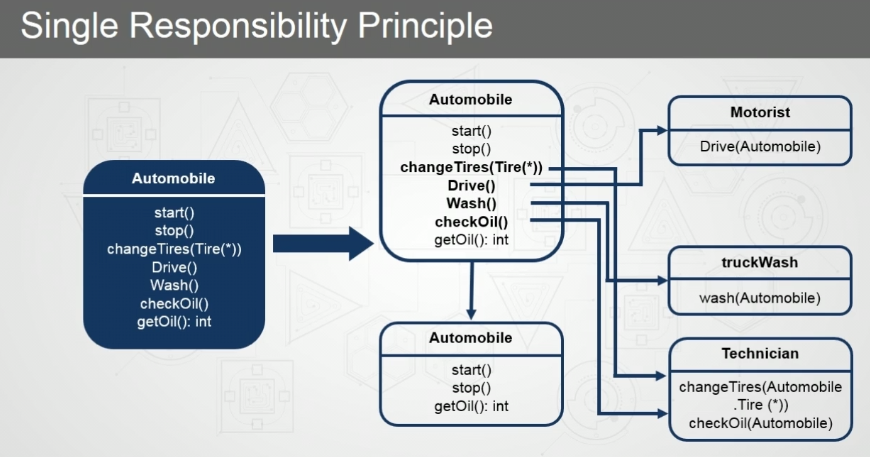 Single Responsibility Principle
Automobile
start()
stop()
changeTires(Tire(*))
Drive()
Wash()
checkOil()
getOil(): int
Automobile
start()
stop()
changeTires(Tire(*))
Drive()
Wash()
checkOil()
getOil(): int
Automobile
start()
stop()
getOil(): int
Motorist
Drive(Automobile)
truckWash
wash(Automobile)
Technician
changeTires(Automobile
.Tire (*))
checkOil(Automobile)